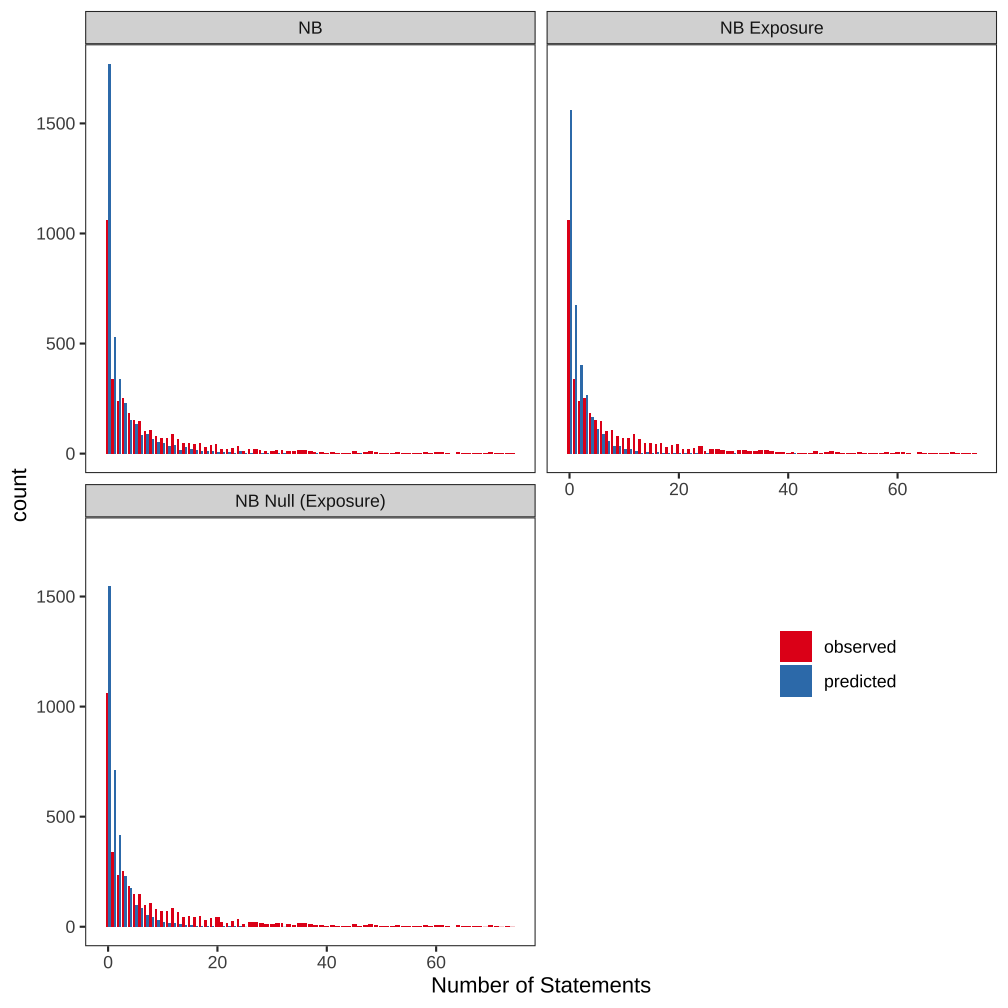 NB
NB Exposure
1500
1000
500
0
0 20 40 60
NB Null (Exposure)
1500
1000
500
0
0 20 40 60
count
Number of Statements
observed
predicted